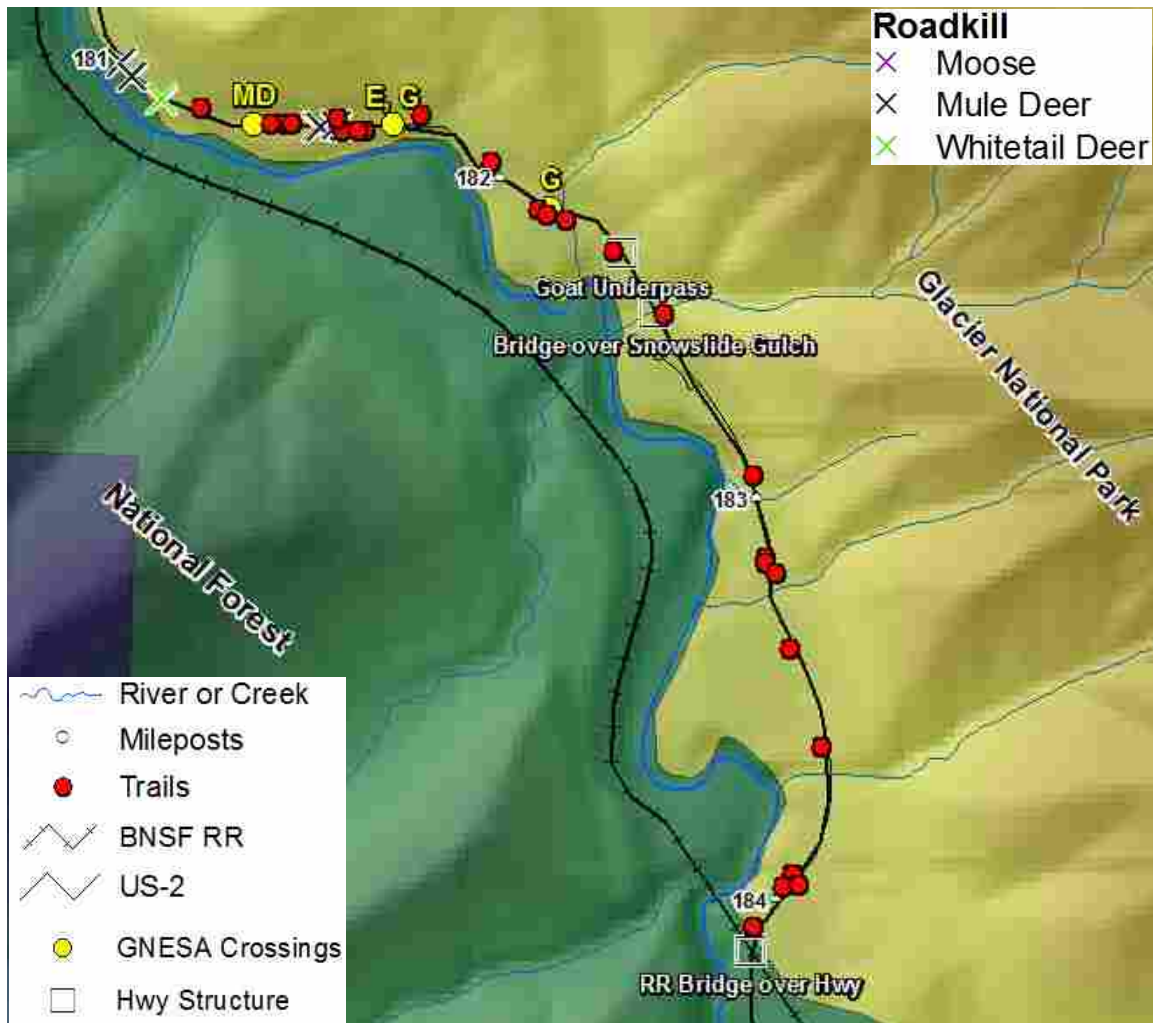 Roadkill
Moose
Mule Deer
Whitetail Deer
181
MD
E, G
182
G
Goat Underpass
Bridge over Snowslide Gulch
Glacier National Park
183
National Forest
184
RR Bridge over Hwy
River or Creek
Mileposts
Trails
BNSF RR
US-2
GNESA Crossings
Hwy Structure